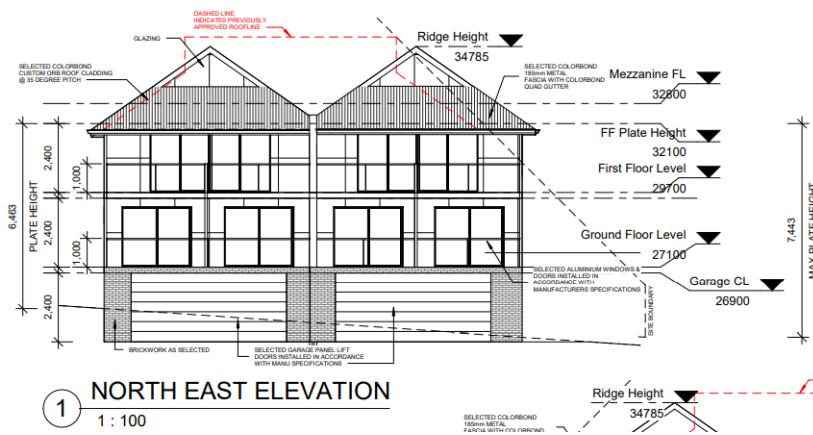 DASHED LINE
INDICATES PREVIOUSLY
APPROVED ROOFLINE
GLAZING
Ridge Height
34785
SELECTED COLORBOND
CUSTOM ORB ROOF CLADDING
@ 35 DEGREE PITCH
SELECTED COLORBOND
185mm METAL
FASCIA WITH COLORBOND
QUAD GUTTER
Mezzanine FL
32800
FF Plate Height
32100
First Floor Level
29700
Ground Floor Level
27100
Garage CL
26900
6,463
PLATE HEIGHT
2,400
2,400
2,400
1,000
1,000
7,443
MAX PLATE HEIGHT
SELECTED ALUMINIUM WINDOWS &
DOORS INSTALLED IN
ACCORDANCE WITH
MANUFACTURERS SPECIFICATIONS
SITE BOUNDARY
BRICKWORK AS SELECTED
SELECTED GARAGE PANEL LIFT
DOORS INSTALLED IN ACCORDANCE
WITH MANU SPECIFICATIONS
1
NORTH EAST ELEVATION
1 : 100
Ridge Height
34785
SELECTED COLORBOND
185mm METAL
FASCIA WITH COLORBOND